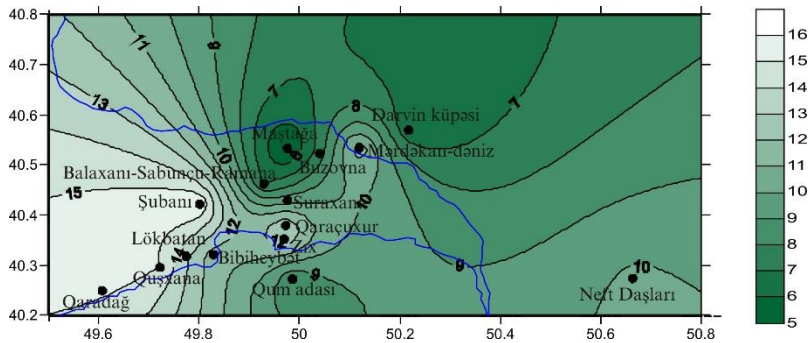 40.8
40.7
40.6
40.5
40.4
40.3
40.2
49.6 49.8 50 50.2 50.4 50.6 50.8
11
8
13
7
8
7
Darvin küpəsi
Maştağa
6
10
Buzovna
Mərdəkan-dəniz
Balaxanı-Sabunçu-Ramana
15
Şubanı
Suraxanı
10
12
Qaraçuxur
Lökbatan
Zıx
14
Bibiheybət
9
Quşxana
9
10
Qaradağ
Qum adası
Neft Daşları
16
15
14
13
12
11
10
9
8
7
6
5